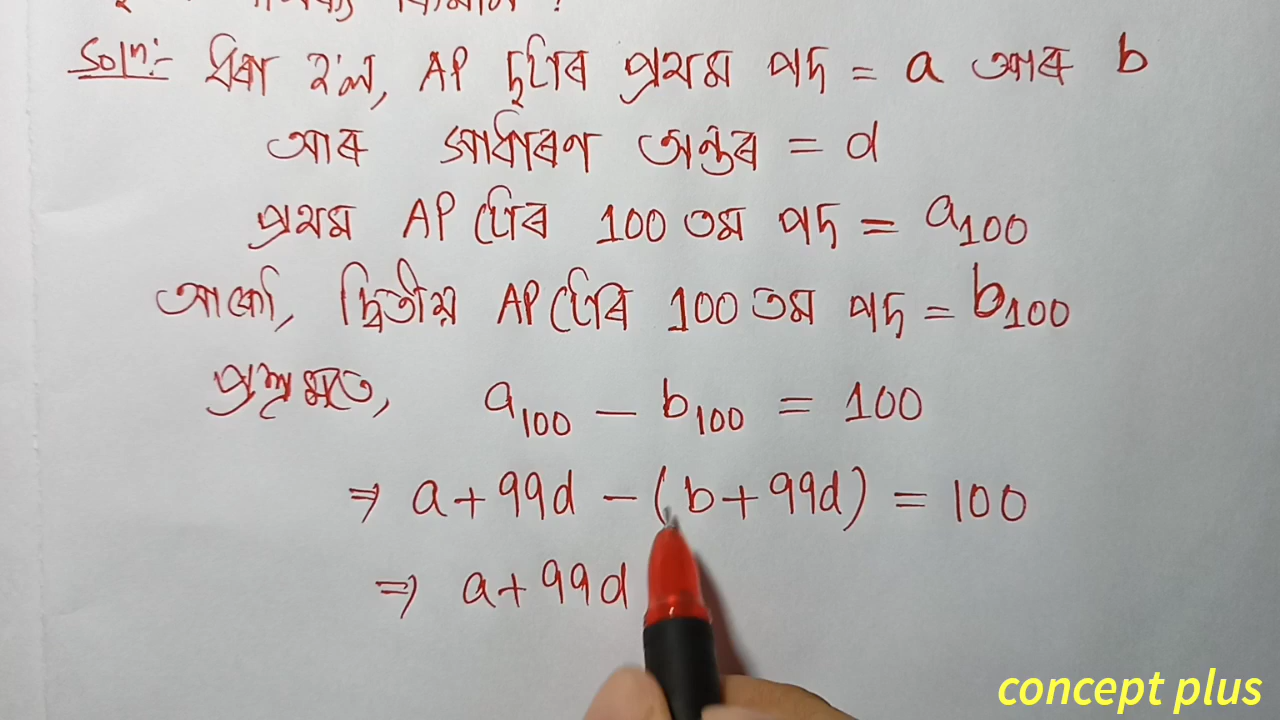 কিমান ?
Soln:- ধৰা হ'ল, AP দুটাৰ প্ৰথম পদ = a আৰু b
আৰু সাধাৰণ অন্তৰ = d
প্ৰথম AP টোৰ 100 তম পদ = a₁₀₀
আকৌ, দ্বিতীয় AP টোৰ 100 তম পদ = b₁₀₀
প্ৰশ্নমতে, a₁₀₀ - b₁₀₀ = 100
⇒ a + 99d - (b + 99d) = 100
⇒ a + 99d
concept plus